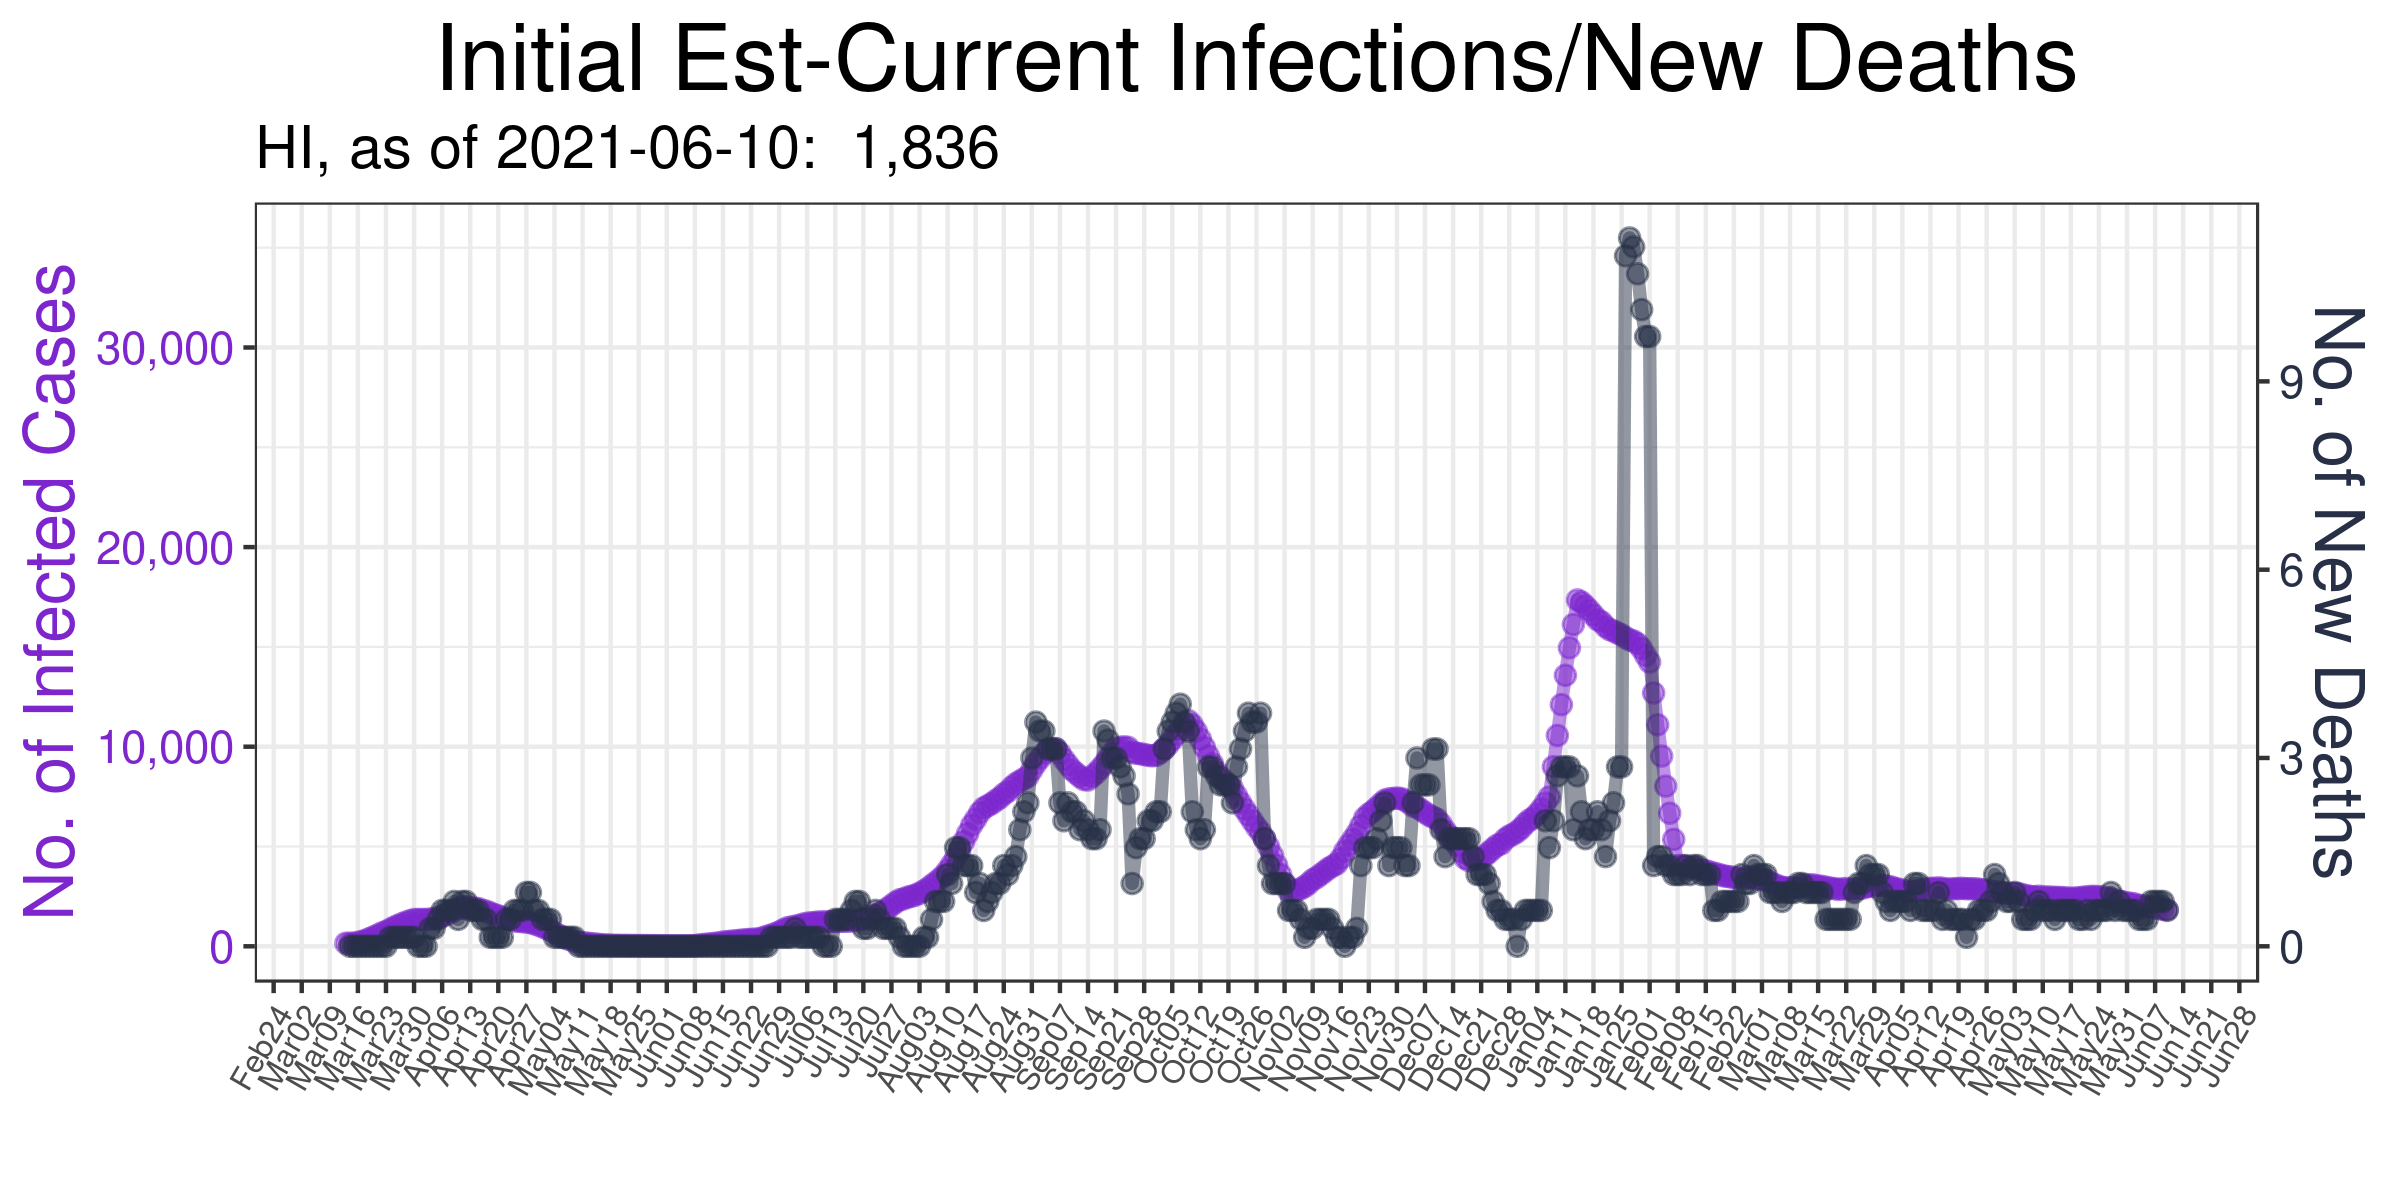 Initial Est-Current Infections/New Deaths
HI, as of 2021-06-10:  1,836
No. of Infected Cases
30,000
20,000
10,000
0
No. of New Deaths
9
6
3
0
Feb24
Mar02
Mar09
Mar16
Mar23
Mar30
Apr06
Apr13
Apr20
Apr27
May04
May11
May18
May25
Jun01
Jun08
Jun15
Jun22
Jun29
Jul06
Jul13
Jul20
Jul27
Aug03
Aug10
Aug17
Aug24
Aug31
Sep07
Sep14
Sep21
Sep28
Oct05
Oct12
Oct19
Oct26
Nov02
Nov09
Nov16
Nov23
Nov30
Dec07
Dec14
Dec21
Dec28
Jan04
Jan11
Jan18
Jan25
Feb01
Feb08
Feb15
Feb22
Mar01
Mar08
Mar15
Mar22
Mar29
Apr05
Apr12
Apr19
Apr26
May03
May10
May17
May24
May31
Jun07
Jun14
Jun21
Jun28